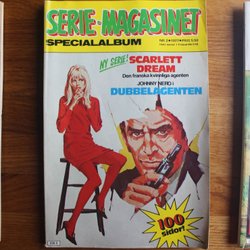 SERIE-MAGASINET
SPECIALALBUM
NY SERIE!
SCARLETT
DREAM
Den franska kvinnliga agenten
JOHNNY NERO i
DUBBELAGENTEN
100
sidor!